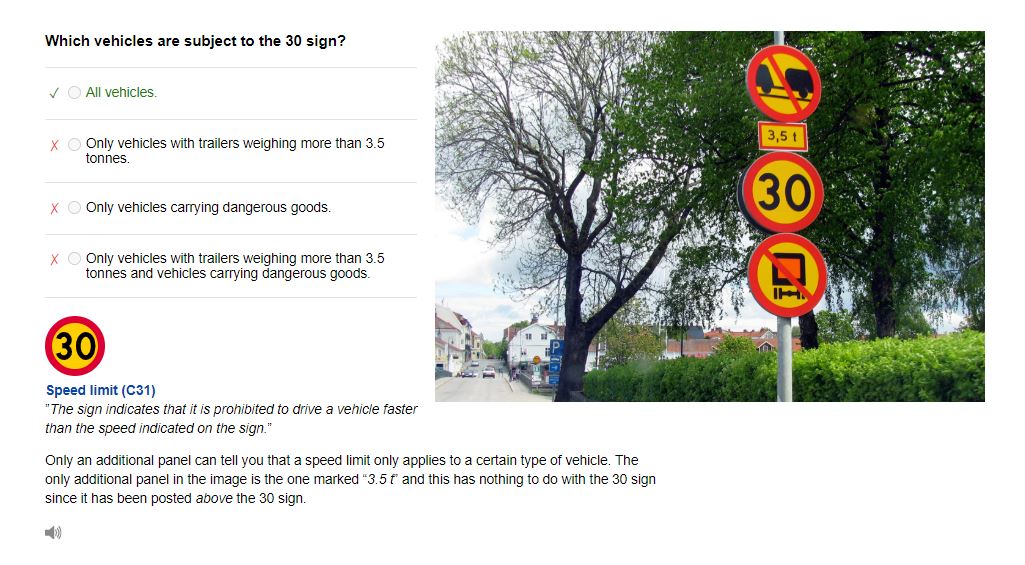 Which vehicles are subject to the 30 sign?
All vehicles.
Only vehicles with trailers weighing more than 3.5
tonnes.
Only vehicles carrying dangerous goods.
Only vehicles with trailers weighing more than 3.5
tonnes and vehicles carrying dangerous goods.
3,5 t
30
30
Speed limit (C31)
"The sign indicates that it is prohibited to drive a vehicle faster
than the speed indicated on the sign.”
Only an additional panel can tell you that a speed limit only applies to a certain type of vehicle. The
only additional panel in the image is the one marked “3.5 t” and this has nothing to do with the 30 sign
since it has been posted above the 30 sign.